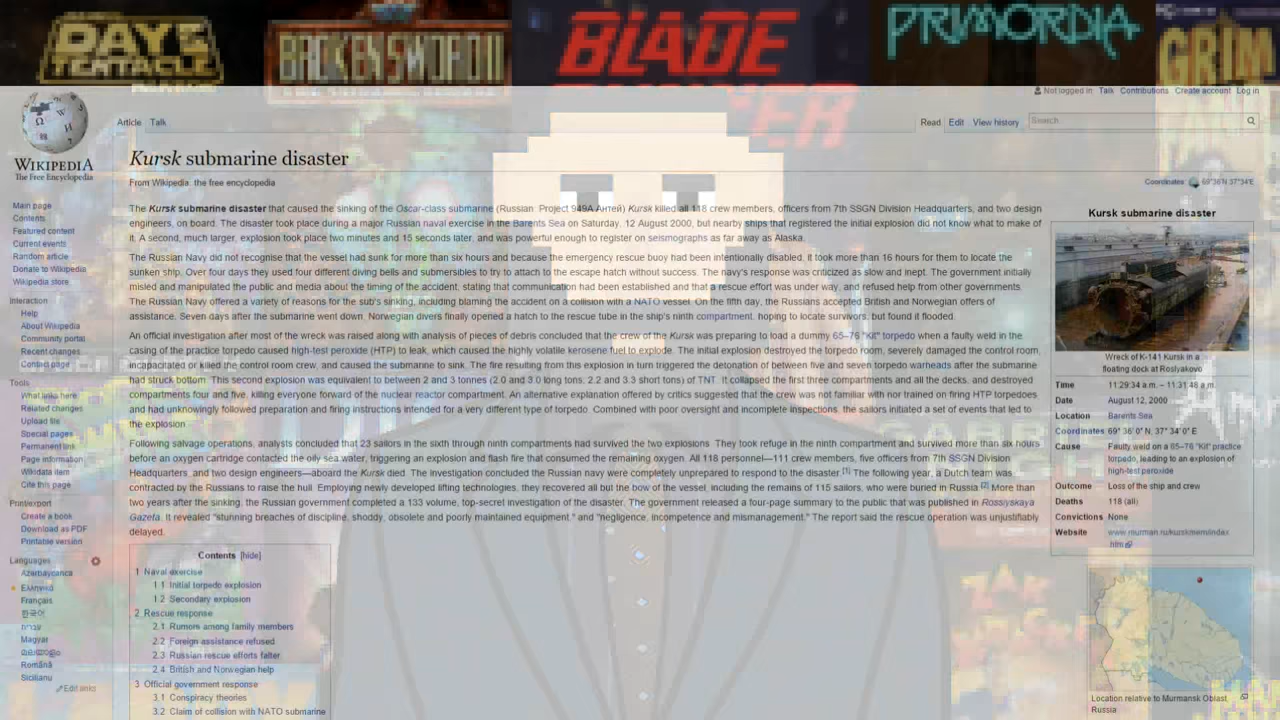 DAY OF THE
TENTACLE
BROKEN SWORD II
BLADE
RUNNER
PRIMORDIA
GRIM
Not logged in Talk Contributions Create account Log in
Article Talk
Read Edit View history
Search
WIKIPEDIA
The Free Encyclopedia
Kursk submarine disaster
From Wikipedia, the free encyclopedia
Coordinates: 69°36′N 37°34′E
The Kursk submarine disaster that caused the sinking of the Oscar-class submarine (Russian: Project 949A Антей) Kursk killed all 118 crew members, officers from 7th SSGN Division Headquarters, and two design
engineers, on board. The disaster took place during a major Russian naval exercise in the Barents Sea on Saturday, 12 August 2000, but nearby ships that registered the initial explosion did not know what to make of
it. A second, much larger, explosion took place two minutes and 15 seconds later, and was powerful enough to register on seismographs as far away as Alaska.
The Russian Navy did not recognise that the vessel had sunk for more than six hours and because the emergency rescue buoy had been intentionally disabled, it took more than 16 hours for them to locate the
sunken ship. Over four days they used four different diving bells and submersibles to try to attach to the escape hatch without success. The navy's response was criticized as slow and inept. The government initially
misled and manipulated the public and media about the timing of the accident, stating that communication had been established and that a rescue effort was under way, and refused help from other governments.
The Russian Navy offered a variety of reasons for the sub's sinking, including blaming the accident on a collision with a NATO vessel. On the fifth day, the Russians accepted British and Norwegian offers of
assistance. Seven days after the submarine went down, Norwegian divers finally opened a hatch to the rescue tube in the ship's ninth compartment, hoping to locate survivors, but found it flooded.
An official investigation after most of the wreck was raised along with analysis of pieces of debris concluded that the crew of the Kursk was preparing to load a dummy 65–76 "Kit" torpedo when a faulty weld in the
casing of the practice torpedo caused high-test peroxide (HTP) to leak, which caused the highly volatile kerosene fuel to explode. The initial explosion destroyed the torpedo room, severely damaged the control room,
incapacitated or killed the control room crew, and caused the submarine to sink. The fire resulting from this explosion in turn triggered the detonation of between five and seven torpedo warheads after the submarine
had struck bottom. This second explosion was equivalent to between 2 and 3 tonnes (2.0 and 3.0 long tons; 2.2 and 3.3 short tons) of TNT. It collapsed the first three compartments and all the decks, and destroyed
compartments four and five, killing everyone forward of the nuclear reactor compartment. An alternative explanation offered by critics suggested that the crew was not familiar with nor trained on firing HTP torpedoes
and had unknowingly followed preparation and firing instructions intended for a very different type of torpedo. Combined with poor oversight and incomplete inspections, the sailors initiated a set of events that led to
the explosion.
Following salvage operations, analysts concluded that 23 sailors in the sixth through ninth compartments had survived the two explosions. They took refuge in the ninth compartment and survived more than six hours
before an oxygen cartridge contacted the oily sea water, triggering an explosion and flash fire that consumed the remaining oxygen. All 118 personnel—111 crew members, five officers from 7th SSGN Division
Headquarters, and two design engineers—aboard the Kursk died. The investigation concluded the Russian navy were completely unprepared to respond to the disaster.[1] The following year, a Dutch team was
contracted by the Russians to raise the hull. Employing newly developed lifting technologies, they recovered all but the bow of the vessel, including the remains of 115 sailors, who were buried in Russia.[2] More than
two years after the sinking, the Russian government completed a 133 volume, top-secret investigation of the disaster. The government released a four-page summary to the public that was published in Rossiyskaya
Gazeta. It revealed "stunning breaches of discipline, shoddy, obsolete and poorly maintained equipment," and "negligence, incompetence and mismanagement." The report said the rescue operation was unjustifiably
delayed.
Contents [hide]
1 Naval exercise
1.1 Initial torpedo explosion
1.2 Secondary explosion
2 Rescue response
2.1 Rumors among family members
2.2 Foreign assistance refused
2.3 Russian rescue efforts falter
2.4 British and Norwegian help
3 Official government response
3.1 Conspiracy theories
3.2 Claim of collision with NATO submarine
Main page
Contents
Featured content
Current events
Random article
Donate to Wikipedia
Wikipedia store
Interaction
Help
About Wikipedia
Community portal
Recent changes
Contact page
Tools
What links here
Related changes
Upload file
Special pages
Permanent link
Page information
Wikidata item
Cite this page
Print/export
Create a book
Download as PDF
Printable version
Languages
Azərbaycanca
Ελληνικά
Français
한국어
עברית
Magyar
മലയാളം
Română
Sicilianu
Edit links
Kursk submarine disaster
Wreck of K-141 Kursk in a
floating dock at Roslyakovo
Time 11:29:34 a.m. – 11:31:48 a.m.
Date August 12, 2000
Location Barents Sea
Coordinates 69° 36′ 0″ N, 37° 34′ 0″ E
Cause Faulty weld on a 65–76 "Kit" practice
torpedo, leading to an explosion of
high-test peroxide
Outcome Loss of the ship and crew
Deaths 118 (all)
Convictions None
Website www.murman.ru/kursk/mems/index
.htm
Location relative to Murmansk Oblast,
Russia